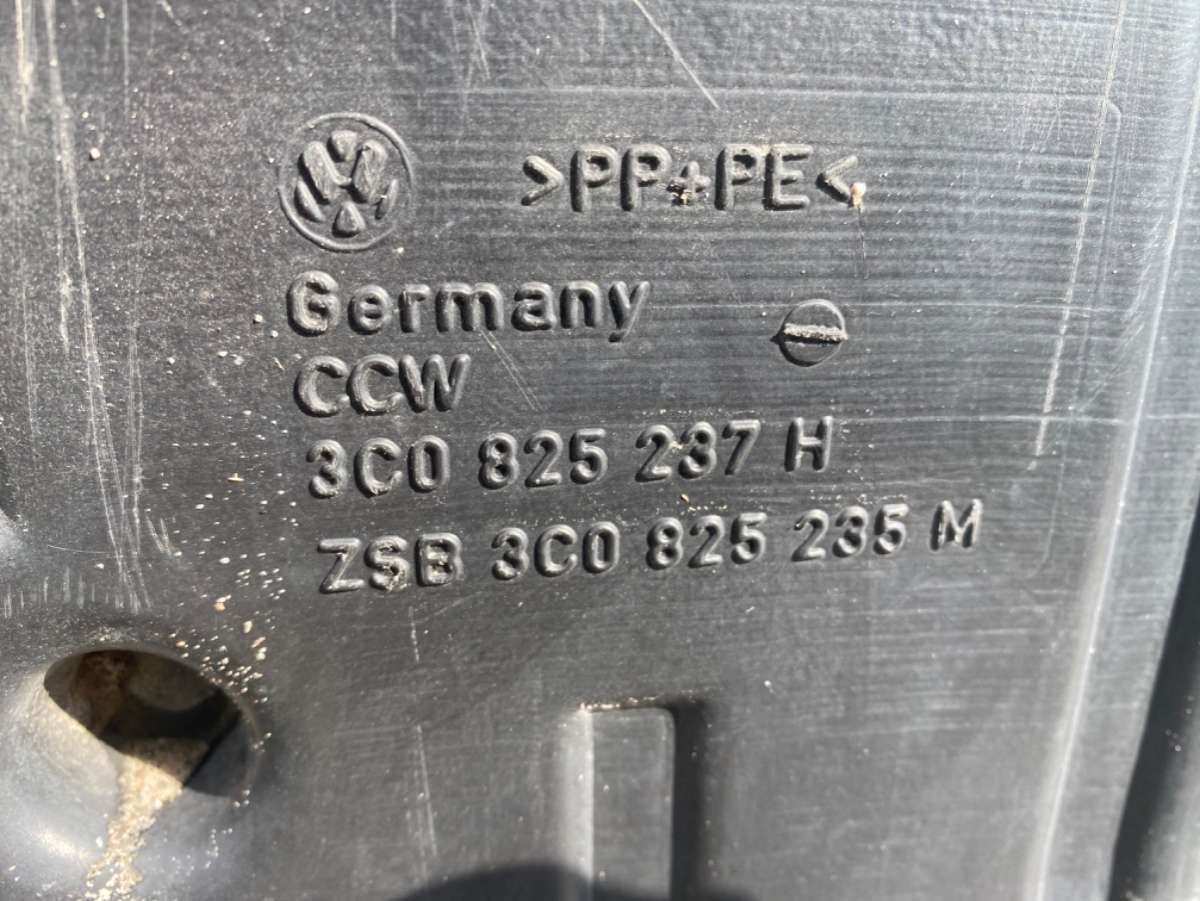 >PP+PE<
Germany
CCW
3C0 825 237 H
ZSB 3C0 825 235 M